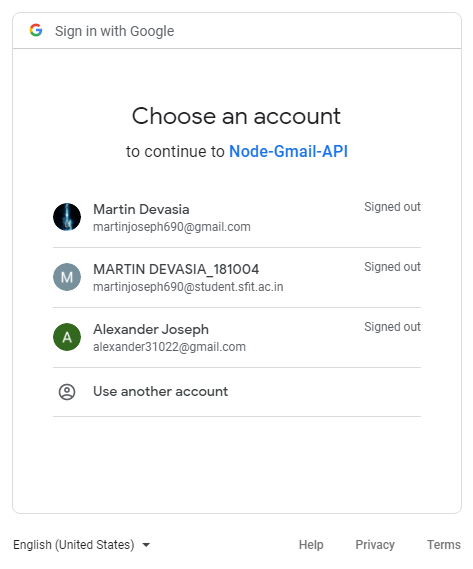 Sign in with Google
Choose an account
to continue to Node-Gmail-API
Martin Devasia
Signed out
martinjoseph690@gmail.com
M
MARTIN DEVASIA_181004
Signed out
martinjoseph690@student.sfit.ac.in
A
Alexander Joseph
Signed out
alexander31022@gmail.com
Use another account
English (United States)
Help
Privacy
Terms